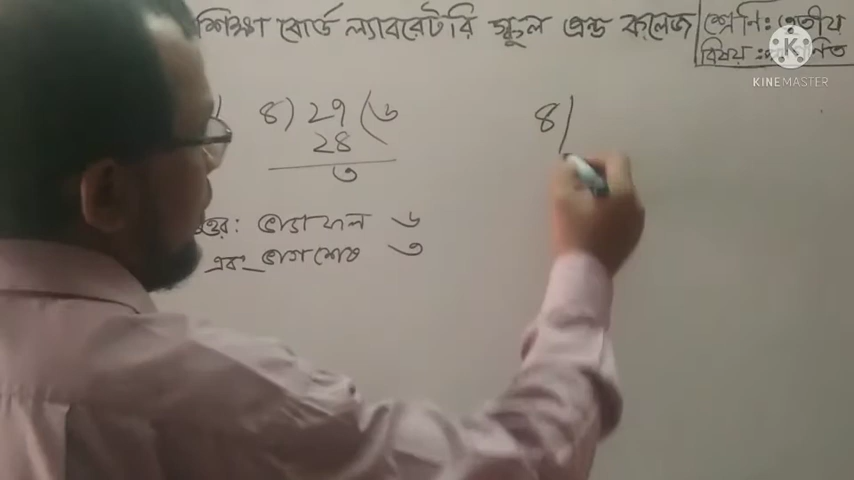 শিক্ষা বোর্ড ল্যাবরেটরি স্কুল এন্ড কলেজ
শ্রেণি: তৃতীয়
বিষয়: গণিত
KINEMASTER
৪) ২৭ (৬
২৪
৩
৪)
উত্তর: ভাগফল ৬
এবং ভাগশেষ ৩